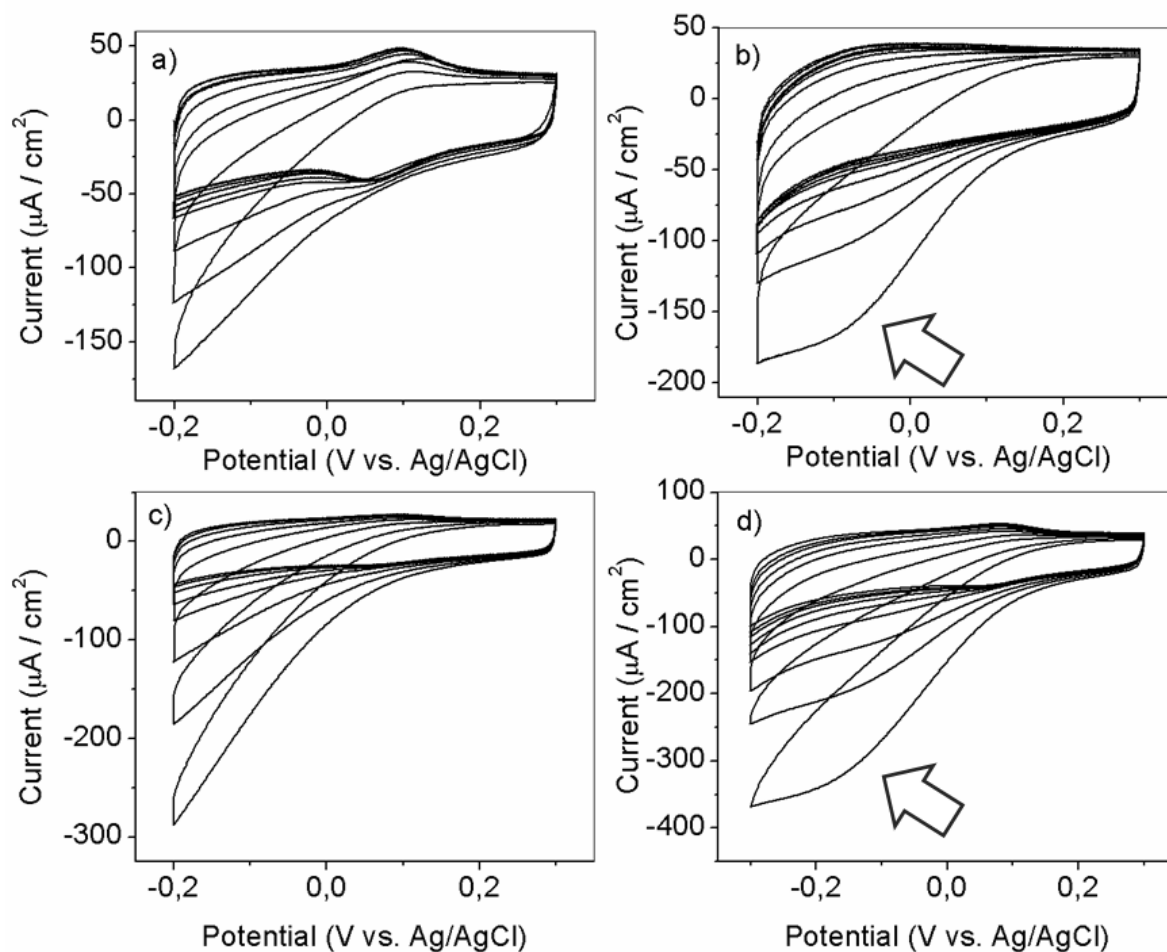 a)
50
0
-50
-100
-150
Current (μA / cm²)
-0,2 0,0 0,2
Potential (V vs. Ag/AgCl)
b)
50
0
-50
-100
-150
-200
Current (μA / cm²)
-0,2 0,0 0,2
Potential (V vs. Ag/AgCl)
c)
0
-100
-200
-300
Current (μA / cm²)
-0,2 0,0 0,2
Potential (V vs. Ag/AgCl)
d)
100
0
-100
-200
-300
-400
Current (μA / cm²)
-0,2 0,0 0,2
Potential (V vs. Ag/AgCl)